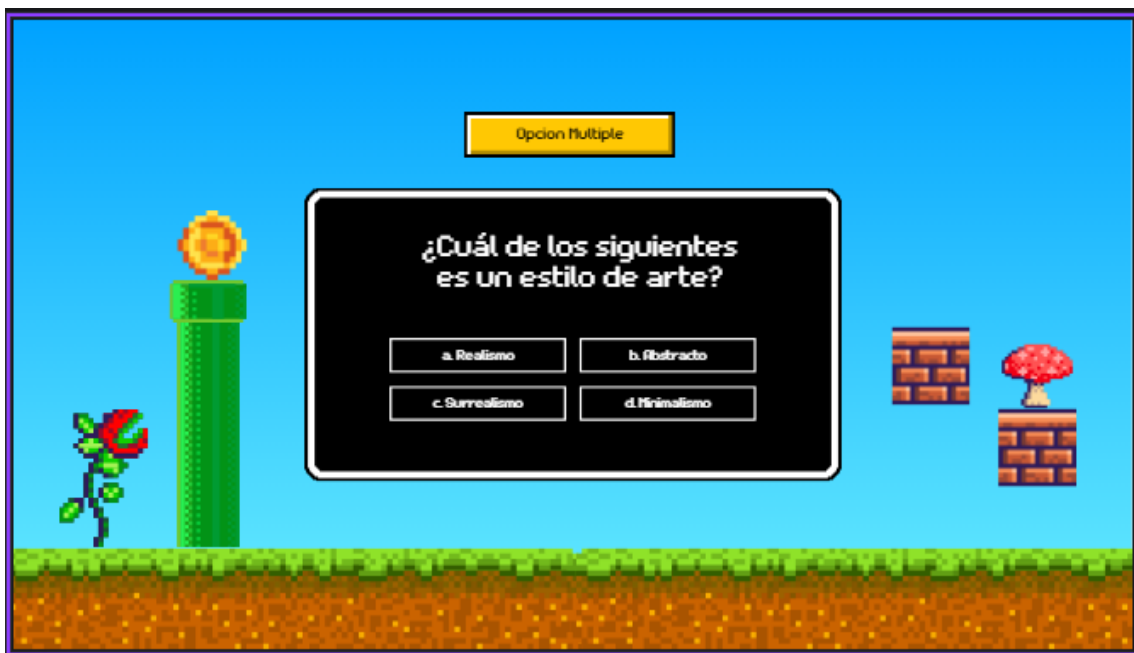 Opcion Multiple
¿Cuál de los siguientes
es un estilo de arte?
a. Realismo
b. Abstracto
c. Surrealismo
d. Minimalismo